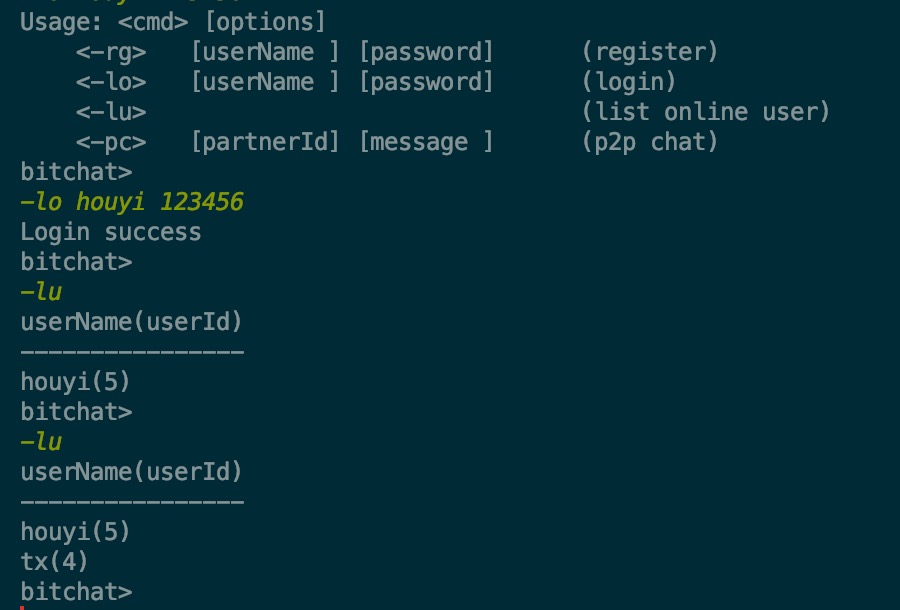 Usage: <cmd> [options]
    <-rg>   [userName ] [password]      (register)
    <-lo>   [userName ] [password]      (login)
    <-lu>                               (list online user)
    <-pc>   [partnerId] [message ]      (p2p chat)
bitchat>
-lo houyi 123456
Login success
bitchat>
-lu
userName(userId)
----------------
houyi(5)
bitchat>
-lu
userName(userId)
----------------
houyi(5)
tx(4)
bitchat>